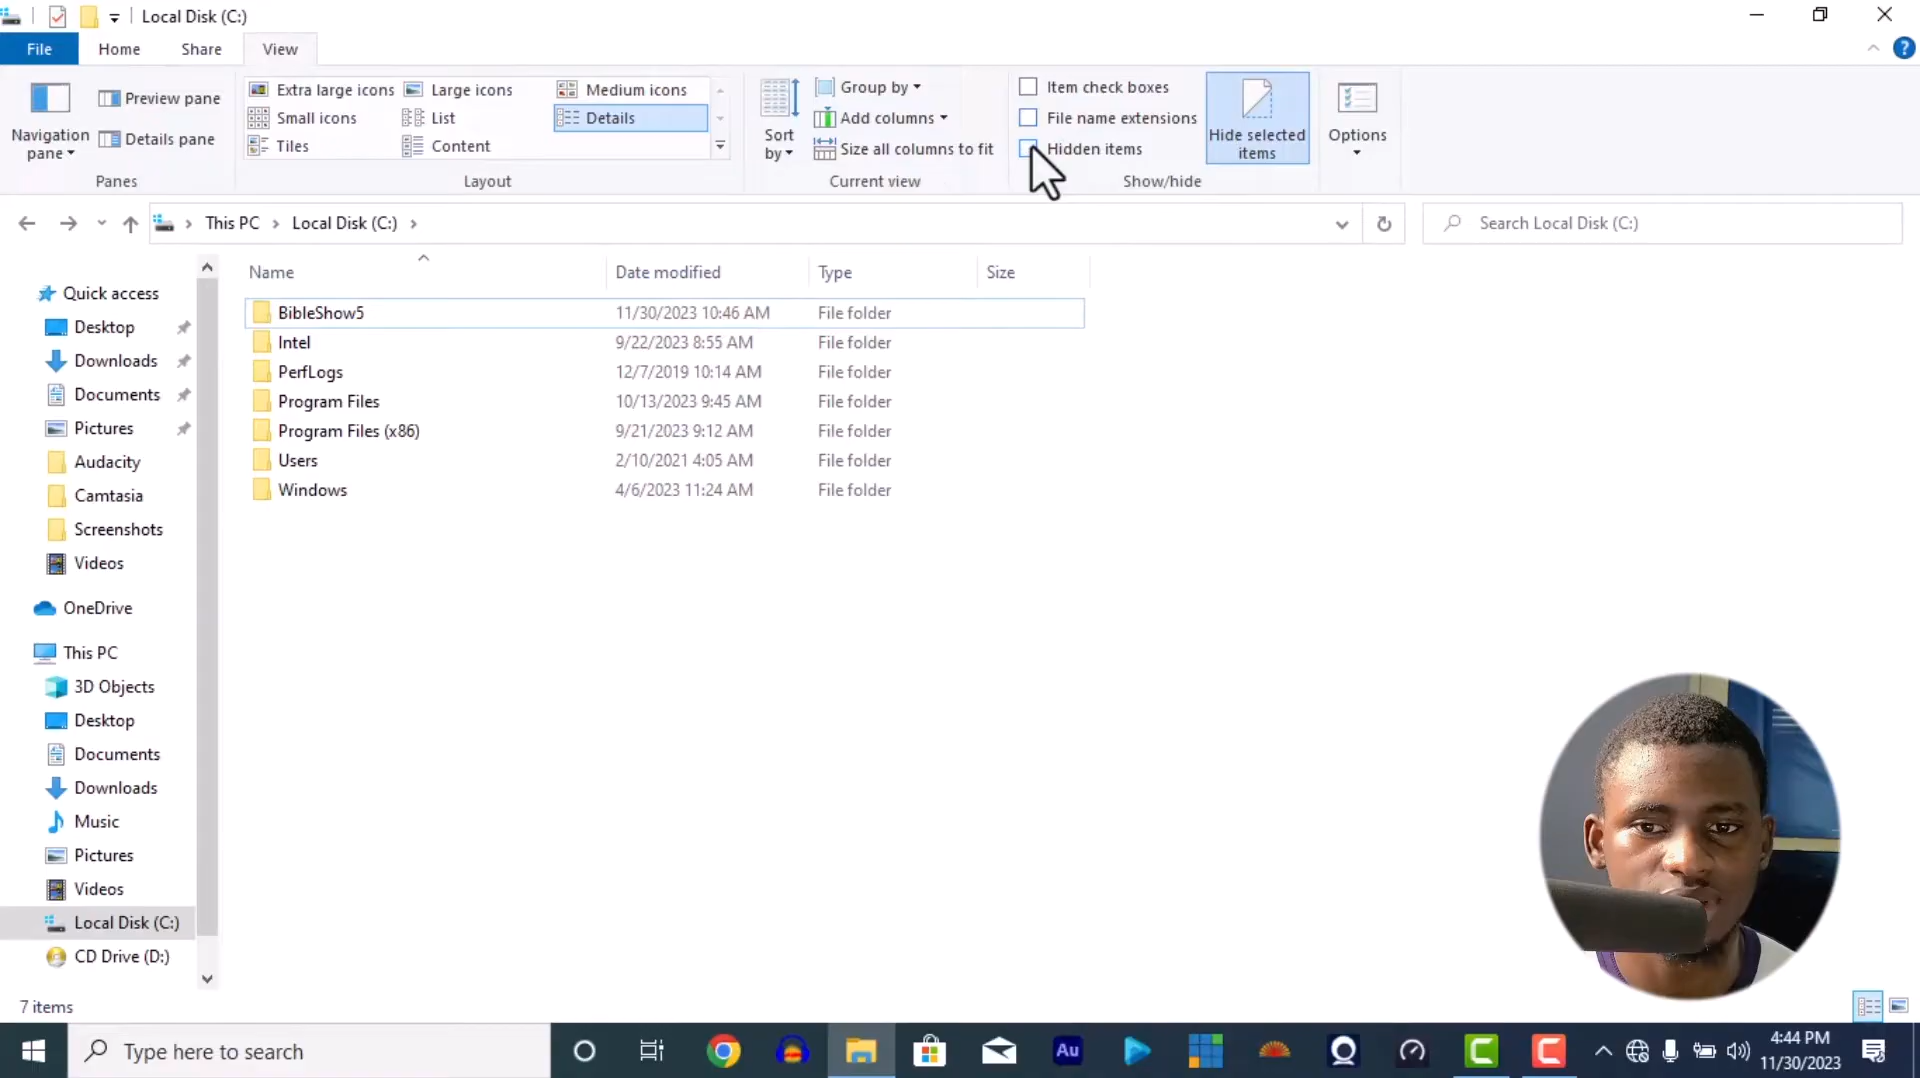 Local Disk (C:)
File Home Share View
Navigation pane
Preview pane
Details pane
Panes
Extra large icons Large icons Medium icons
Small icons List Details
Tiles Content
Layout
Sort by
Group by
Add columns
Size all columns to fit
Current view
Item check boxes
File name extensions
Hidden items
Hide selected items
Show/hide
Options
This PC Local Disk (C:)
Search Local Disk (C:)
Quick access
Desktop
Downloads
Documents
Pictures
Audacity
Camtasia
Screenshots
Videos
OneDrive
This PC
3D Objects
Desktop
Documents
Downloads
Music
Pictures
Videos
Local Disk (C:)
CD Drive (D:)
Name Date modified Type Size
BibleShow5 11/30/2023 10:46 AM File folder
Intel 9/22/2023 8:55 AM File folder
PerfLogs 12/7/2019 10:14 AM File folder
Program Files 10/13/2023 9:45 AM File folder
Program Files (x86) 9/21/2023 9:12 AM File folder
Users 2/10/2021 4:05 AM File folder
Windows 4/6/2023 11:24 AM File folder
7 items
Type here to search
Au
4:44 PM
11/30/2023